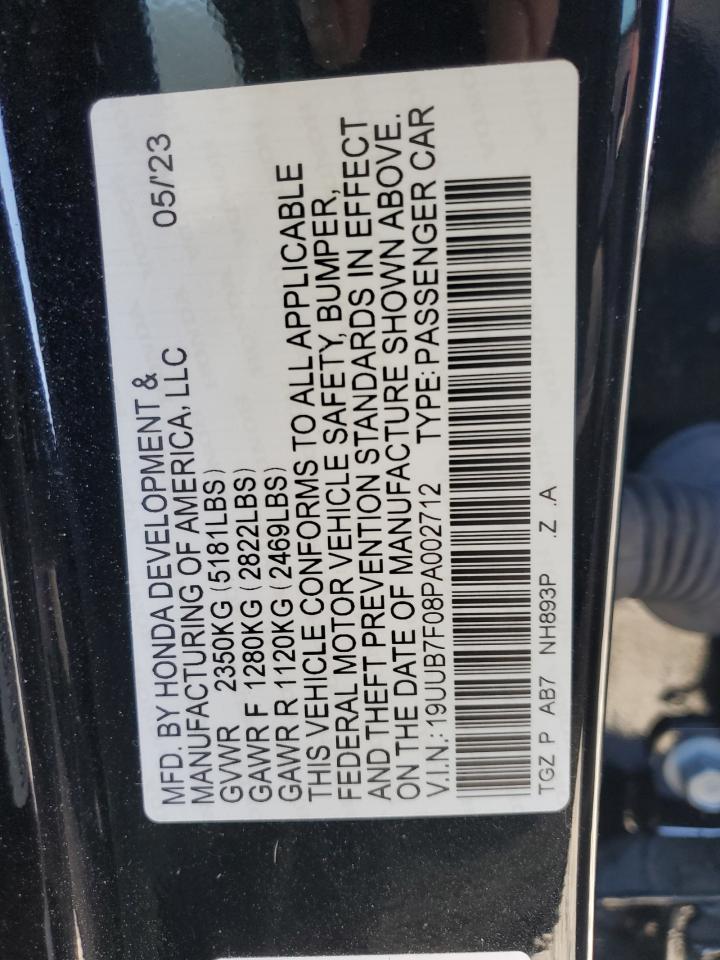 MFD. BY HONDA DEVELOPMENT & 05/'23
MANUFACTURING OF AMERICA, LLC
GVWR 2350KG (5181LBS)
GAWR F 1280KG (2822LBS)
GAWR R 1120KG (2469LBS)
THIS VEHICLE CONFORMS TO ALL APPLICABLE
FEDERAL MOTOR VEHICLE SAFETY, BUMPER,
AND THEFT PREVENTION STANDARDS IN EFFECT
ON THE DATE OF MANUFACTURE SHOWN ABOVE.
V.I.N.: 19UUB7F08PA002712 TYPE: PASSENGER CAR
TGZ P AB7 NH893P .Z .A